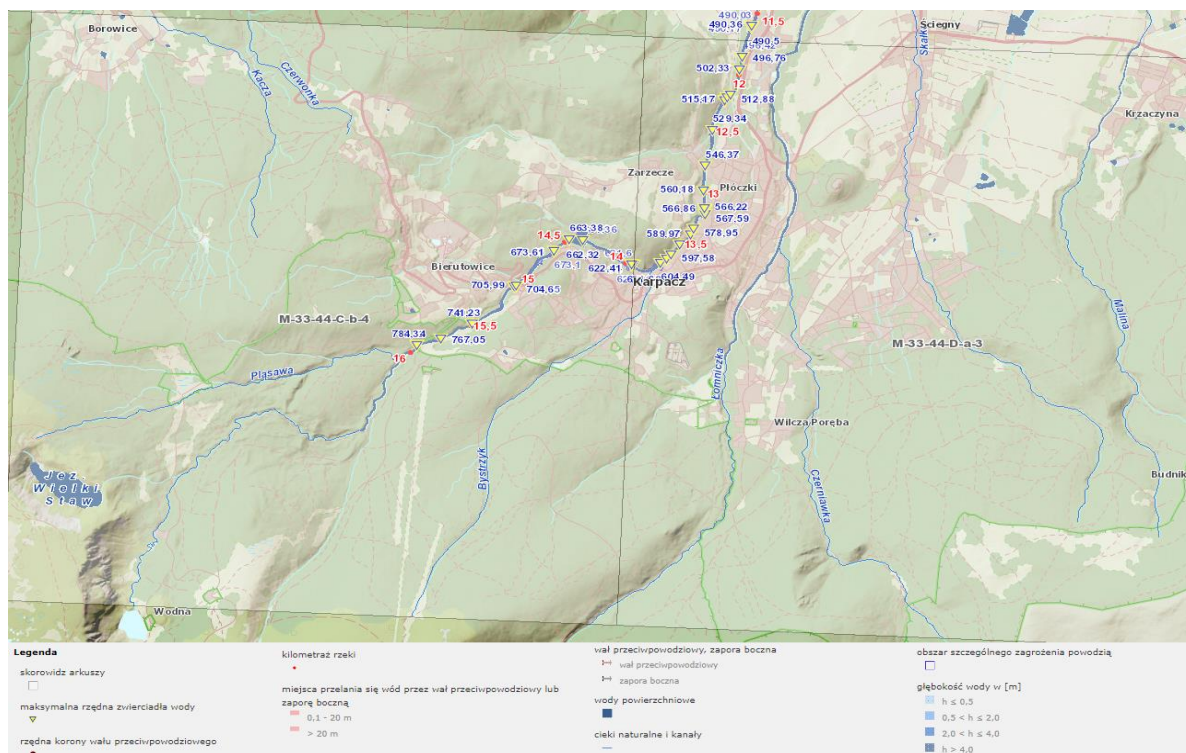 490,03
11,5
490,36
Ściegny
Borowice
Skałka
490,5
496,42
496,76
502,33
Kacza
Czerwonka
12
515,17
512,88
Krzaczyna
529,34
12,5
546,37
Zarzecze
Płóczki
560,18
13
566,86
566,22
567,59
663,38
589,97
578,95
14,5
13,5
673,61
662,32
14
597,58
673,1
Bierutowice
622,41
604,49
Karpacz
15
705,99
704,65
741,23
M-33-44-C-b-4
15,5
Malina
784,34
767,05
M-33-44-D-a-3
16
Pląsawa
Łomniczka
Wilcza Poręba
Jez
Wielki
Staw
Bystrzyk
Czerniawka
Budnik
Wodna
Legenda
skorowidz arkuszy
maksymalna rzędna zwierciadła wody
rzędna korony wału przeciwpowodziowego
kilometraż rzeki
miejsca przelania się wód przez wał przeciwpowodziowy lub
zaporę boczną
0,1 - 20 m
> 20 m
wał przeciwpowodziowy, zapora boczna
wał przeciwpowodziowy
zapora boczna
wody powierzchniowe
cieki naturalne i kanały
obszar szczególnego zagrożenia powodzią
głębokość wody w [m]
h ≤ 0,5
0,5 < h ≤ 2,0
2,0 < h ≤ 4,0
h > 4,0